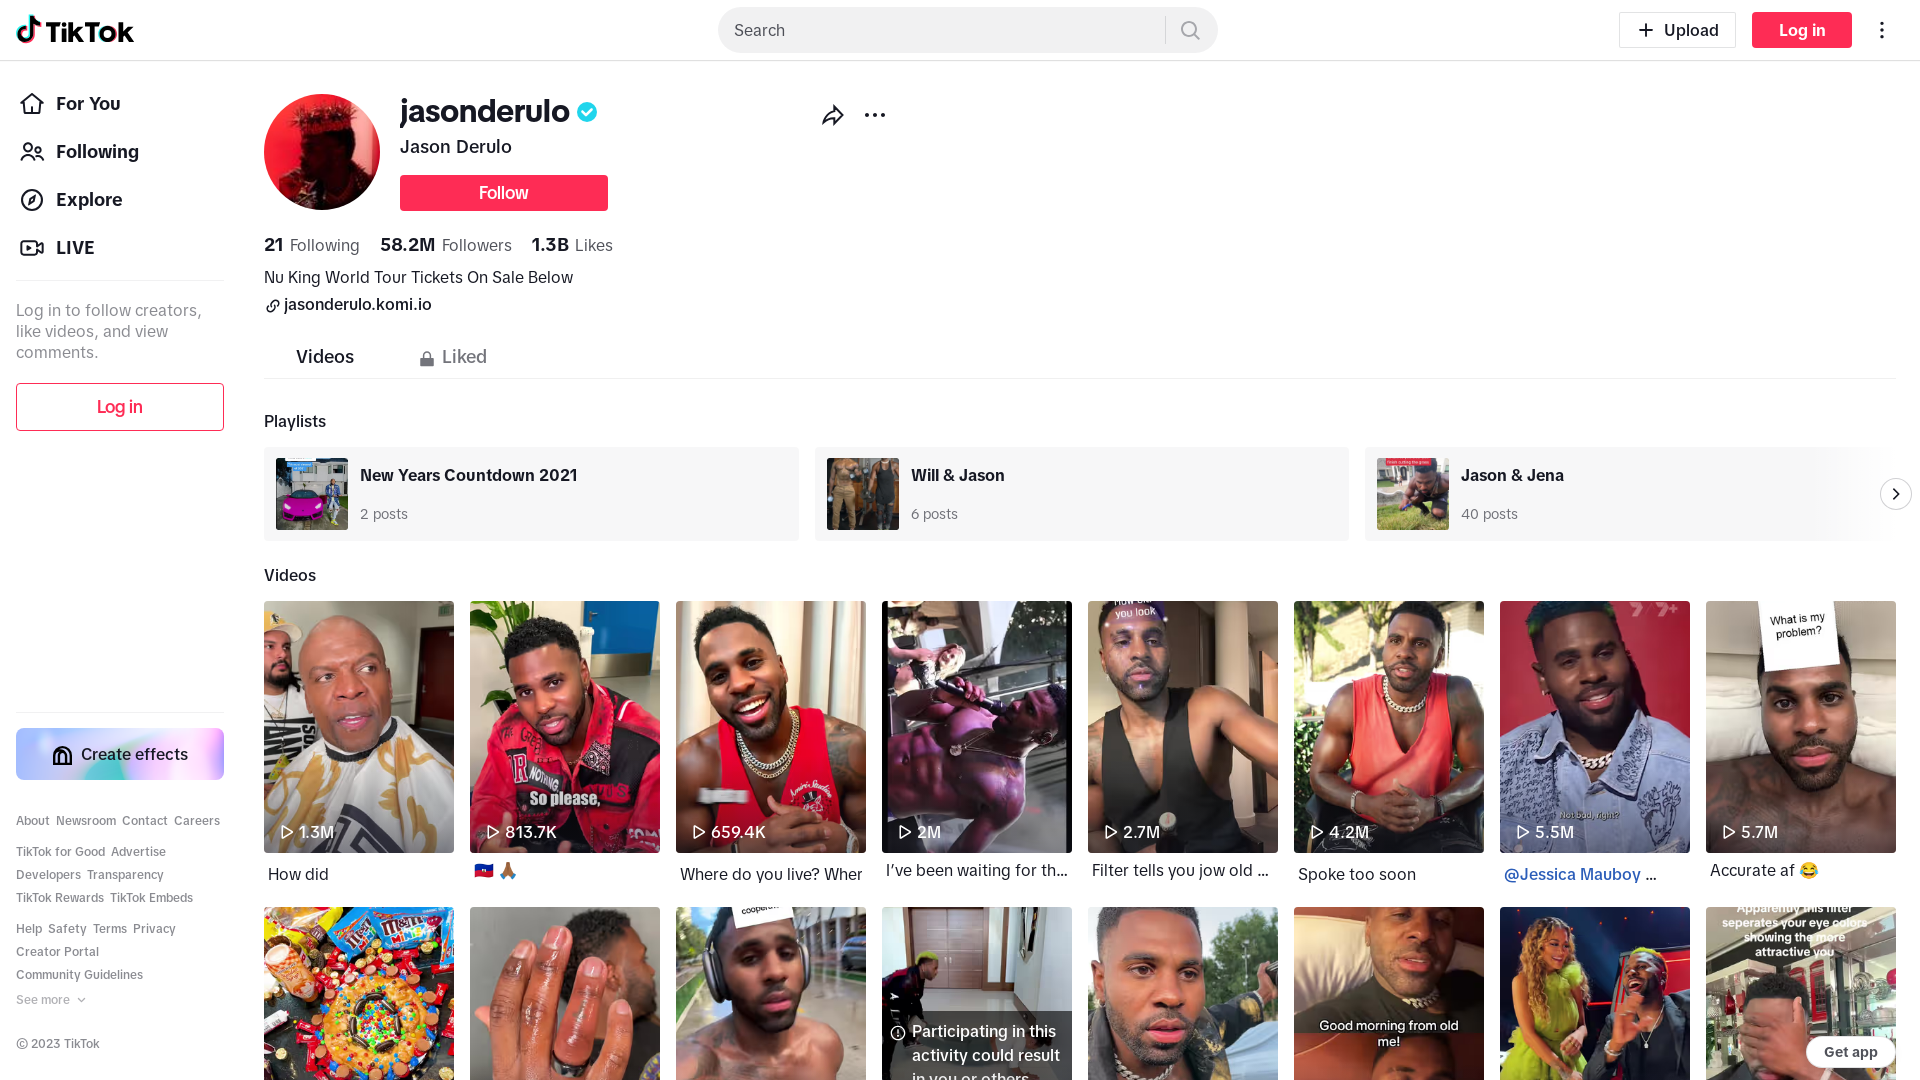 TikTok
Search
Upload
Log in
For You
Following
Explore
LIVE
Log in to follow creators,
like videos, and view
comments.
Log in
Create effects
About Newsroom Contact Careers
TikTok for Good Advertise
Developers Transparency
TikTok Rewards TikTok Embeds
Help Safety Terms Privacy
Creator Portal
Community Guidelines
See more
© 2023 TikTok
jasonderulo
Jason Derulo
Follow
21 Following 58.2M Followers 1.3B Likes
Nu King World Tour Tickets On Sale Below
jasonderulo.komi.io
Videos
Liked
Playlists
New Years Countdown 2021
2 posts
Will & Jason
6 posts
Jason & Jena
40 posts
Videos
1.3M
How did
So please,
813.7K
🇭🇹 🙏🏾
659.4K
Where do you live? Wher
2M
I’ve been waiting for th...
you look
2.7M
Filter tells you jow old ...
4.2M
Spoke too soon
Not bad, right?
5.5M
@Jessica Mauboy ...
What is my
problem?
5.7M
Accurate af 😂
Participating in this
activity could result
in you or others
Good morning from old
me!
Apparently this filter
seperates your eye colors
showing the more
attractive you
Get app